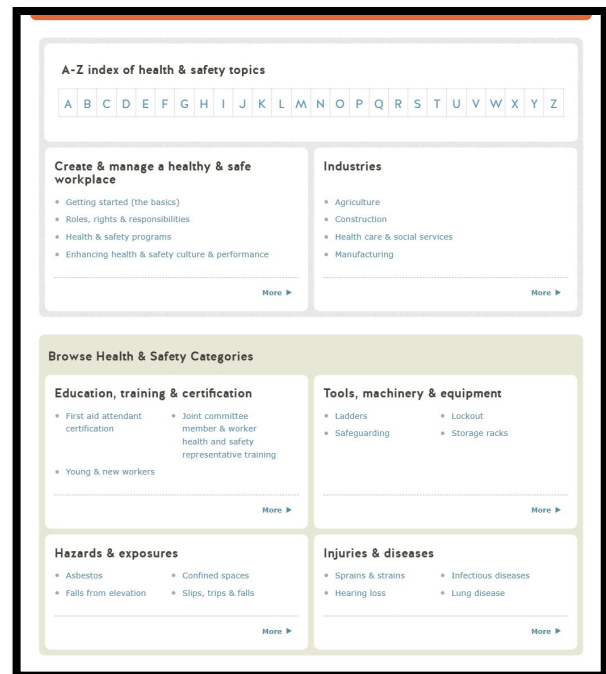 A-Z index of health & safety topics
A B C D E F G H I J K L M N O P Q R S T U V W X Y Z
Create & manage a healthy & safe
workplace
Getting started (the basics)
Roles, rights & responsibilities
Health & safety programs
Enhancing health & safety culture & performance
More ►
Industries
Agriculture
Construction
Health care & social services
Manufacturing
More ►
Browse Health & Safety Categories
Education, training & certification
First aid attendant
certification
Joint committee
member & worker
health and safety
representative training
Young & new workers
More ►
Tools, machinery & equipment
Ladders
Lockout
Safeguarding
Storage racks
More ►
Hazards & exposures
Asbestos
Confined spaces
Falls from elevation
Slips, trips & falls
More ►
Injuries & diseases
Sprains & strains
Infectious diseases
Hearing loss
Lung disease
More ►